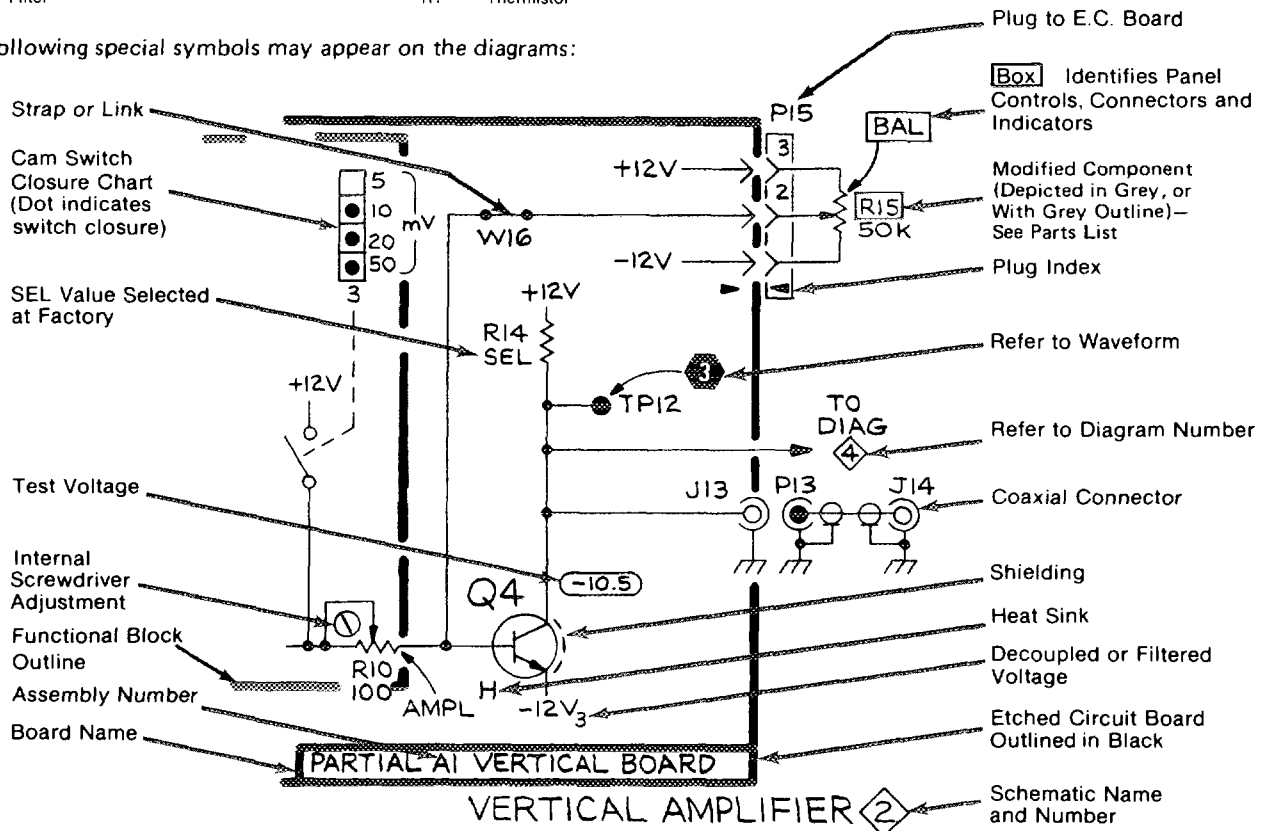 Filter
Thermistor
ollowing special symbols may appear on the diagrams:
Plug to E.C. Board
Box Identifies Panel
Controls, Connectors and
Indicators
Modified Component
(Depicted in Grey, or
With Grey Outline)—
See Parts List
Plug Index
Refer to Waveform
Refer to Diagram Number
Coaxial Connector
Shielding
Heat Sink
Decoupled or Filtered
Voltage
Etched Circuit Board
Outlined in Black
Schematic Name
and Number
Strap or Link
Cam Switch
Closure Chart
(Dot indicates
switch closure)
SEL Value Selected
at Factory
Test Voltage
Internal
Screwdriver
Adjustment
Functional Block
Outline
Assembly Number
Board Name
5
10
20
50
mV
3
+12V
W16
+12V
-12V
P15
3
2
BAL
R15
50K
+12V
R14
SEL
3
TP12
TO
DIAG
4
J13
P13
J14
-10.5
Q4
R10
100
AMPL
H
-12V3
PARTIAL A1 VERTICAL BOARD
VERTICAL AMPLIFIER 2